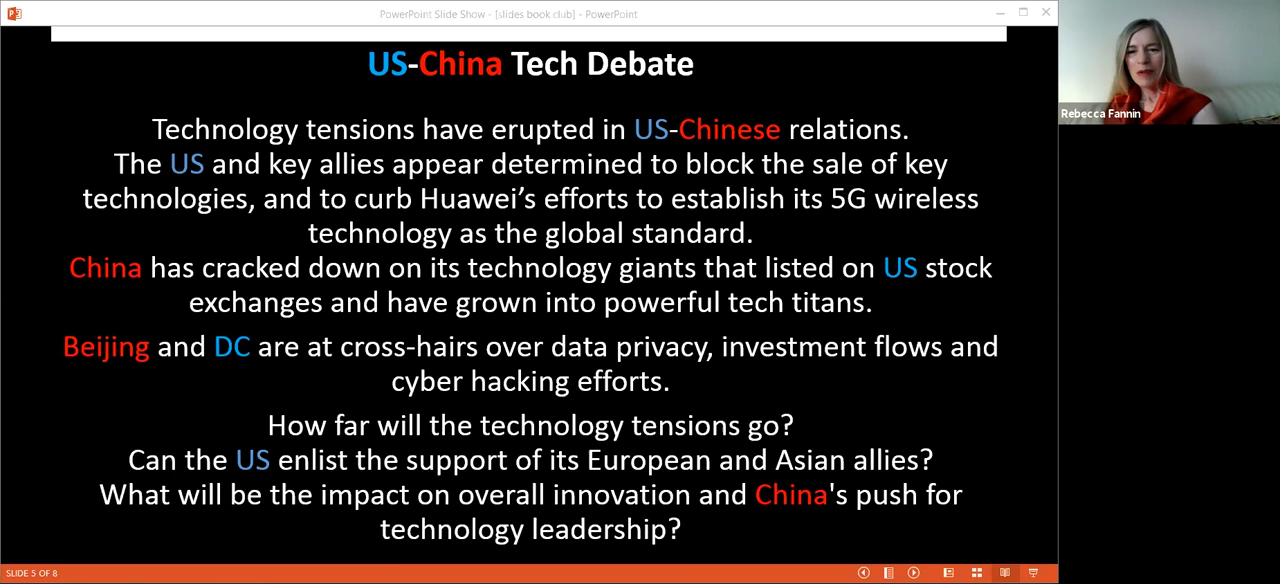 PowerPoint Slide Show - [slides book club] - PowerPoint
US-China Tech Debate
Rebecca Fannin
Technology tensions have erupted in US-Chinese relations.
The US and key allies appear determined to block the sale of key
technologies, and to curb Huawei’s efforts to establish its 5G wireless
technology as the global standard.
China has cracked down on its technology giants that listed on US stock
exchanges and have grown into powerful tech titans.
Beijing and DC are at cross-hairs over data privacy, investment flows and
cyber hacking efforts.
How far will the technology tensions go?
Can the US enlist the support of its European and Asian allies?
What will be the impact on overall innovation and China's push for
technology leadership?
SLIDE 5 OF 8